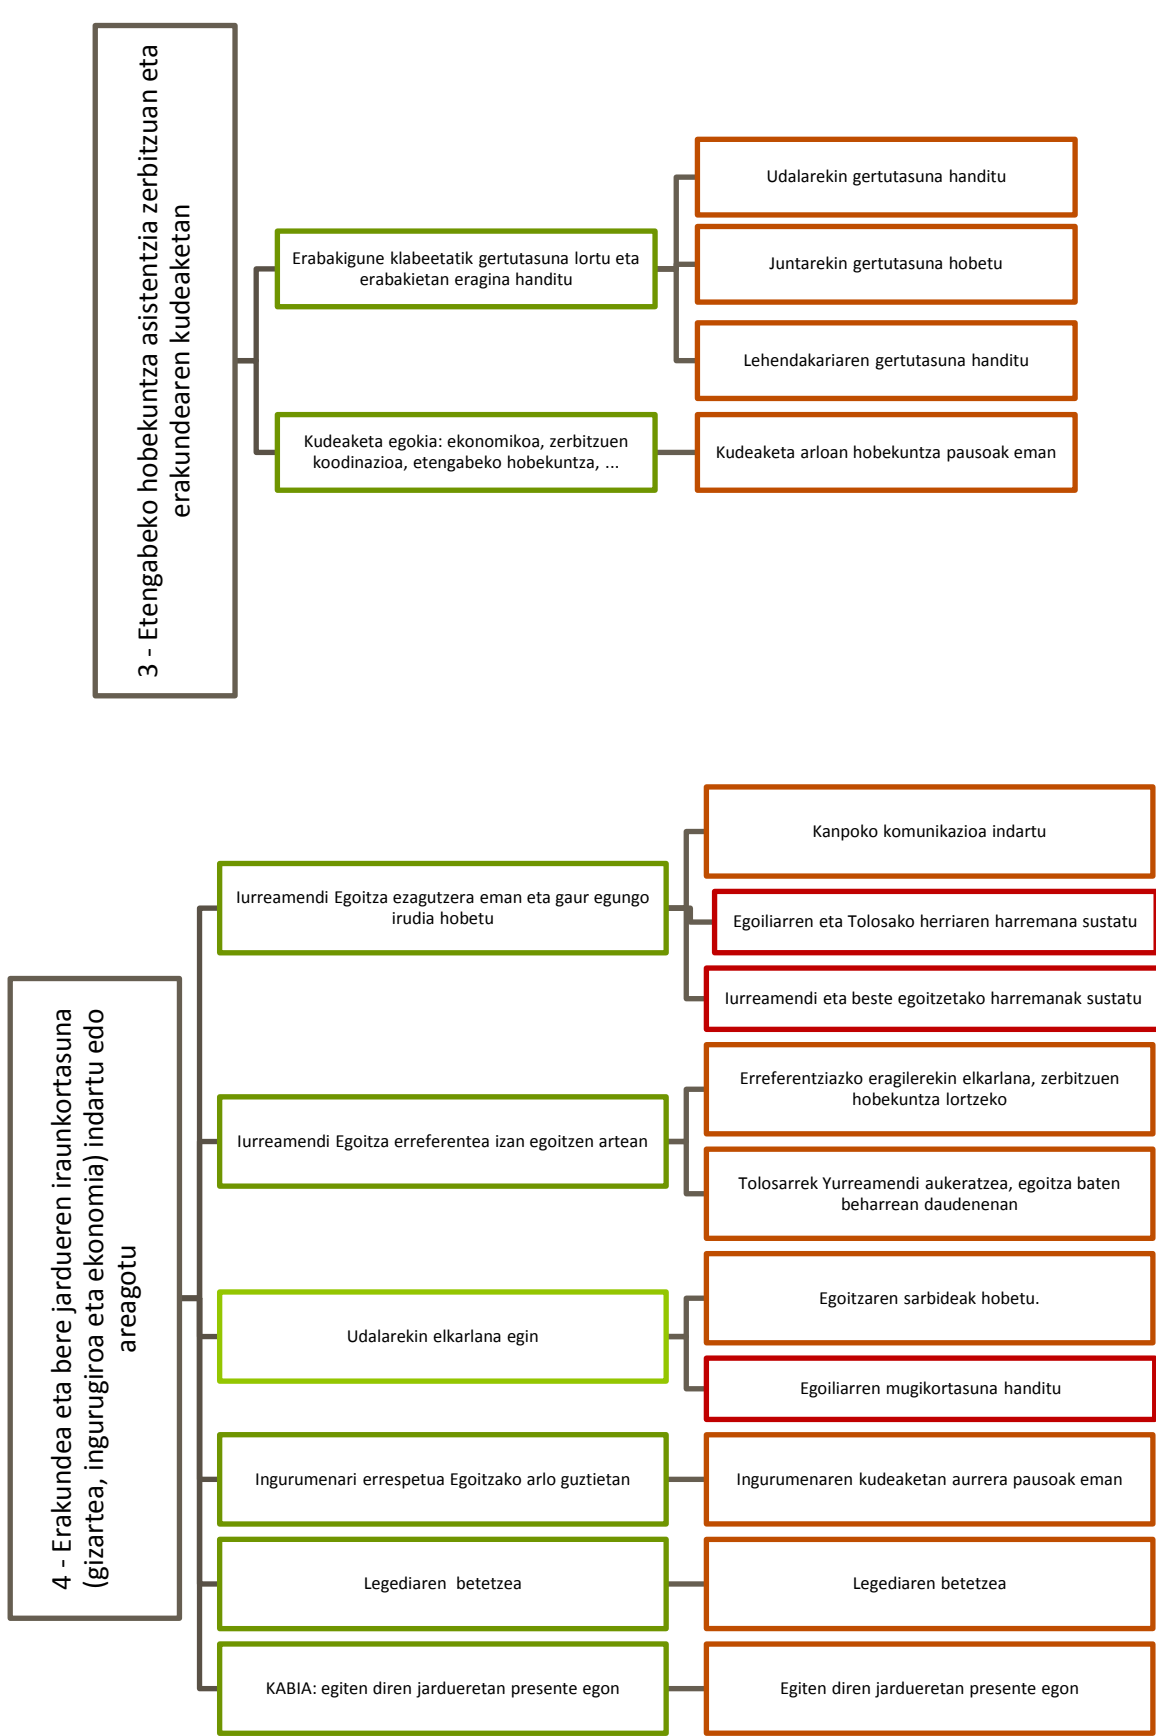 3 - Etengabeko hobekuntza asistentzia zerbitzuan eta
erakundearen kudeaketan
Erabakigune klabeetatik gertutasuna lortu eta
erabakietan eragina handitu
Udalarekin gertutasuna handitu
Juntarekin gertutasuna hobetu
Lehendakariaren gertutasuna handitu
Kudeaketa egokia: ekonomikoa, zerbitzuen
koodinazioa, etengabeko hobekuntza, ...
Kudeaketa arloan hobekuntza pausoak eman
4 - Erakundea eta bere jardueren iraunkortasuna
(gizartea, ingurugiroa eta ekonomia) indartu edo
areagotu
Iurreamendi Egoitza ezagutzera eman eta gaur egungo
irudia hobetu
Kanpoko komunikazioa indartu
Egoiliarren eta Tolosako herriaren harremana sustatu
Iurreamendi eta beste egoitzetako harremanak sustatu
Iurreamendi Egoitza erreferentea izan egoitzen artean
Erreferentziazko eragilerekin elkarlana, zerbitzuen
hobekuntza lortzeko
Tolosarrek Yurreamendi aukeratzea, egoitza baten
beharrean daudenenan
Udalarekin elkarlana egin
Egoitzaren sarbideak hobetu.
Egoiliarren mugikortasuna handitu
Ingurumenari errespetua Egoitzako arlo guztietan
Ingurumenaren kudeaketan aurrera pausoak eman
Legediaren betetzea
Legediaren betetzea
KABIA: egiten diren jardueretan presente egon
Egiten diren jardueretan presente egon